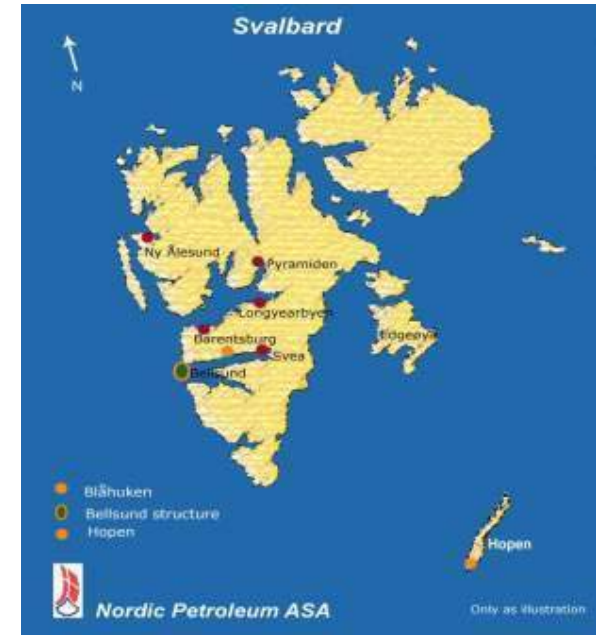 Svalbard
N
Ny Ålesund
Pyramiden
Longyearbyen
Barentsburg
Edgeøya
Svea
Bellsund
Blåhuken
Bellsund structure
Hopen
Hopen
Nordic Petroleum ASA
Only as illustration